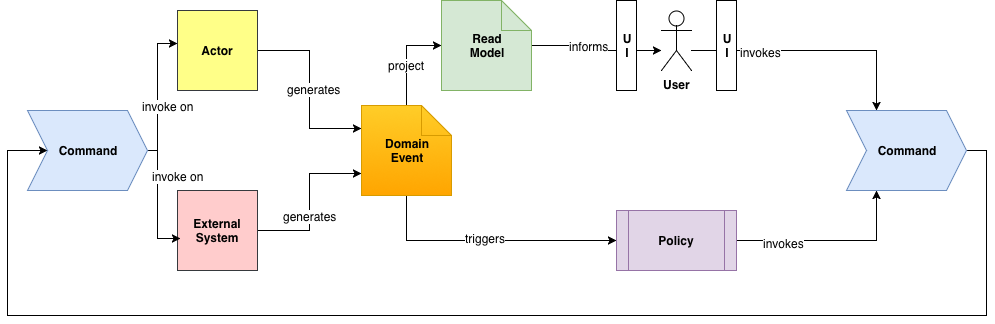 Command
invoke on
invoke on
Actor
External
System
generates
generates
Domain
Event
project
Read
Model
informs
U
I
User
U
I
invokes
triggers
Policy
invokes
Command